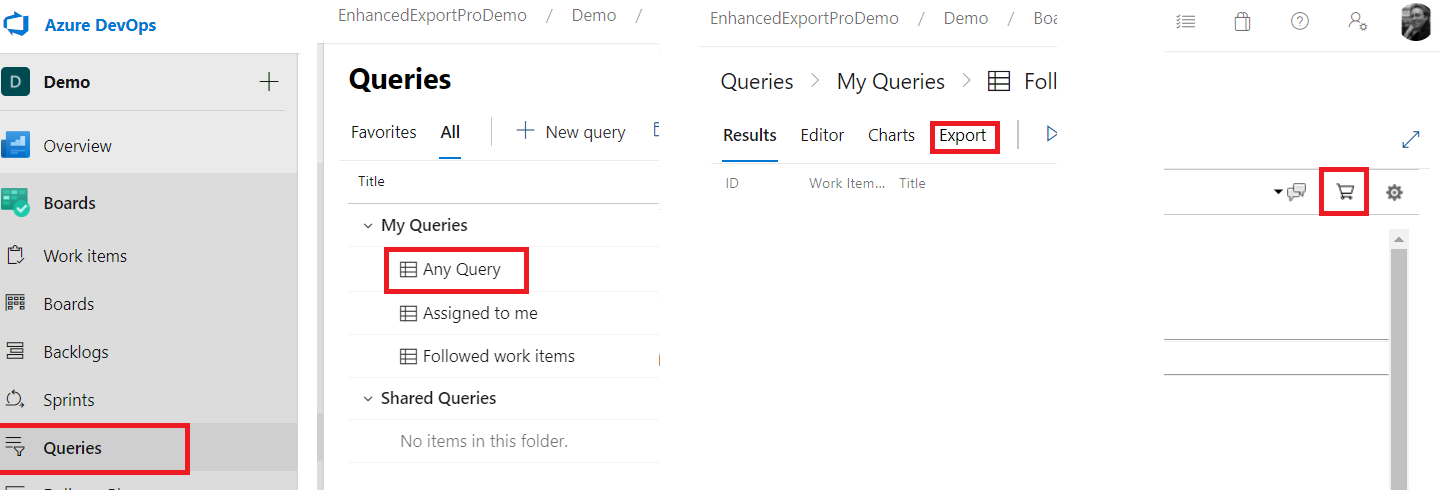 Azure DevOps
D Demo
Overview
Boards
Work items
Boards
Backlogs
Sprints
Queries
EnhancedExportProDemo / Demo /
Queries
Favorites All New query
Title
My Queries
Any Query
Assigned to me
Followed work items
Shared Queries
No items in this folder.
EnhancedExportProDemo / Demo / Boa
Queries > My Queries > Foll
Results Editor Charts Export
ID Work Item... Title